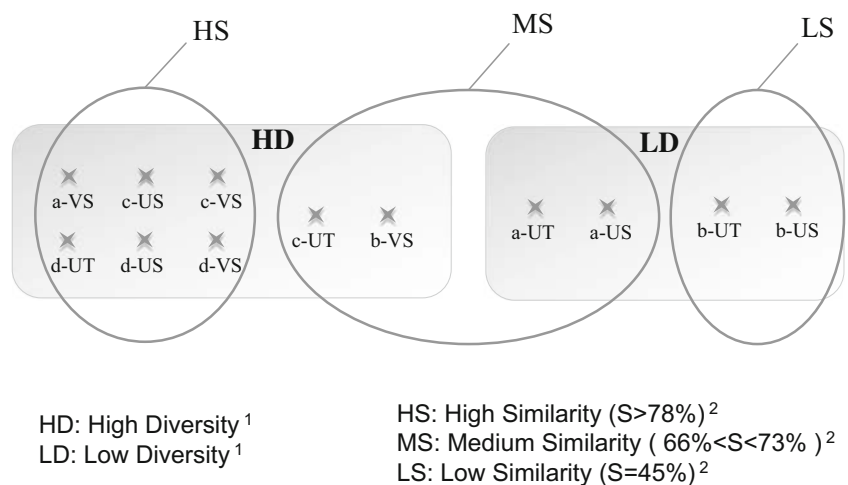 HS MS LS
HD LD
a-VS c-US c-VS
c-UT b-VS a-UT a-US b-UT b-US
d-UT d-US d-VS
HD: High Diversity 1
LD: Low Diversity 1
HS: High Similarity (S>78%) 2
MS: Medium Similarity ( 66%<S<73% ) 2
LS: Low Similarity (S=45%) 2